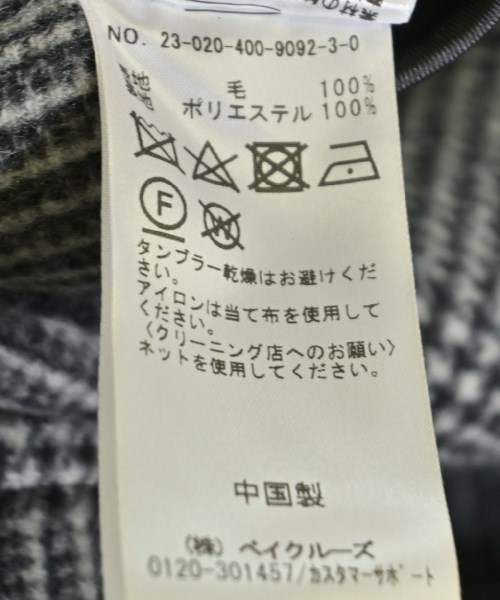 素材の
NO. 23-020-400-9092-3-0
表地 毛 100%
裏地 ポリエステル 100%
F
W
タンブラー乾燥はお避けくだ
さい。
アイロンは当て布を使用して
ください。
〈クリーニング店へのお願い〉
ネットを使用してください。
中国製
(株) ベイクルーズ
0120-301457/カスタマーサポート